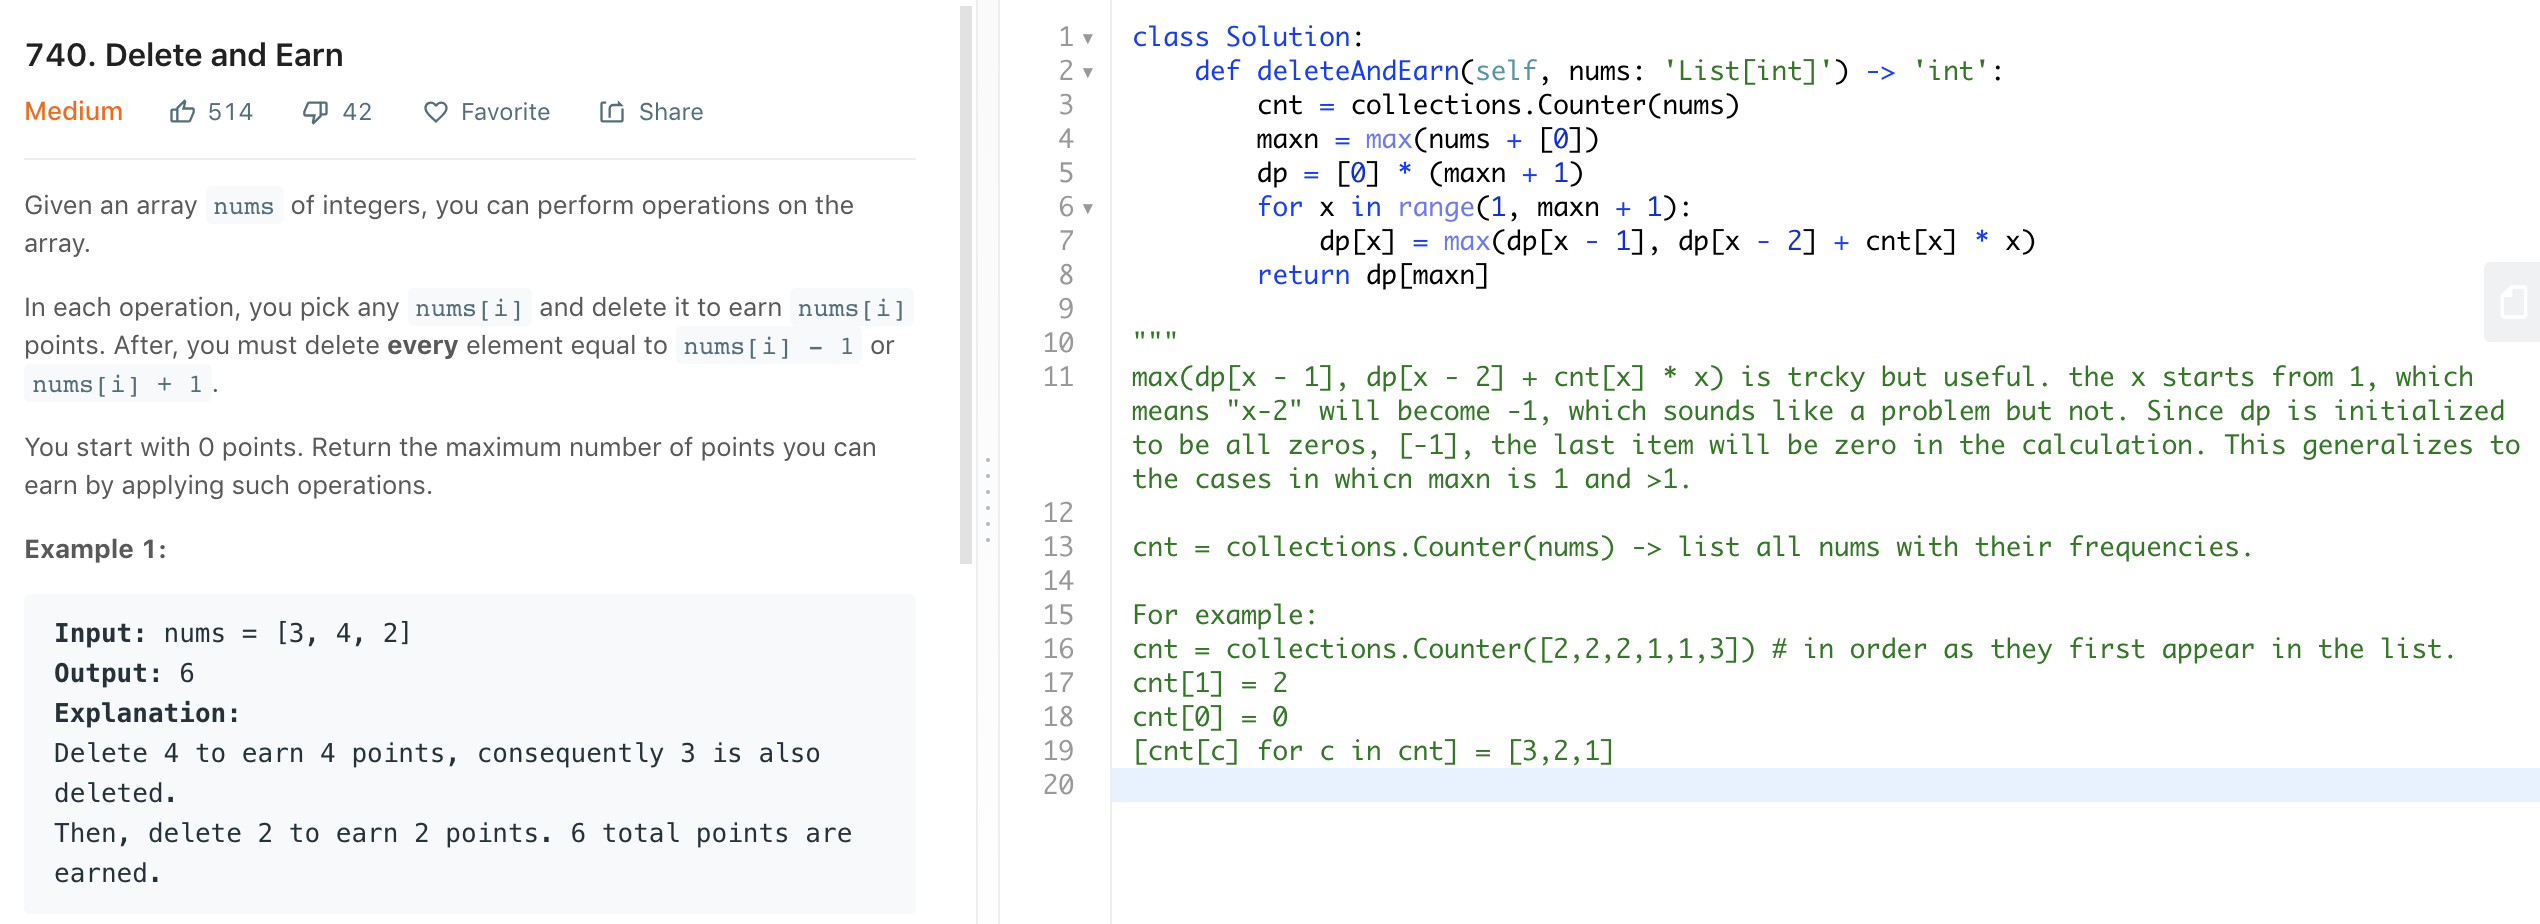 740. Delete and Earn
Medium 514 42 Favorite Share
Given an array nums of integers, you can perform operations on the
array.
In each operation, you pick any nums[i] and delete it to earn nums[i]
points. After, you must delete every element equal to nums[i] - 1 or
nums[i] + 1.
You start with 0 points. Return the maximum number of points you can
earn by applying such operations.
Example 1:
Input: nums = [3, 4, 2]
Output: 6
Explanation:
Delete 4 to earn 4 points, consequently 3 is also
deleted.
Then, delete 2 to earn 2 points. 6 total points are
earned.
1 class Solution:
2 def deleteAndEarn(self, nums: 'List[int]') -> 'int':
3 cnt = collections.Counter(nums)
4 maxn = max(nums + [0])
5 dp = [0] * (maxn + 1)
6 for x in range(1, maxn + 1):
7 dp[x] = max(dp[x - 1], dp[x - 2] + cnt[x] * x)
8 return dp[maxn]
9
10 """
11 max(dp[x - 1], dp[x - 2] + cnt[x] * x) is trcky but useful. the x starts from 1, which
means "x-2" will become -1, which sounds like a problem but not. Since dp is initialized
to be all zeros, [-1], the last item will be zero in the calculation. This generalizes to
the cases in whicn maxn is 1 and >1.
12
13 cnt = collections.Counter(nums) -> list all nums with their frequencies.
14
15 For example:
16 cnt = collections.Counter([2,2,2,1,1,3]) # in order as they first appear in the list.
17 cnt[1] = 2
18 cnt[0] = 0
19 [cnt[c] for c in cnt] = [3,2,1]
20